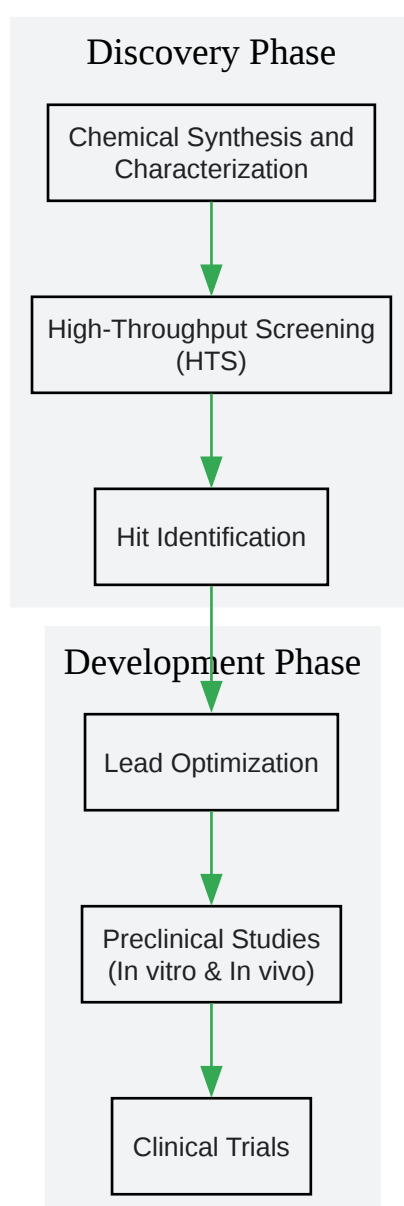 Discovery Phase
Chemical Synthesis and
Characterization
High-Throughput Screening
(HTS)
Hit Identification
Development Phase
Lead Optimization
Preclinical Studies
(In vitro & In vivo)
Clinical Trials